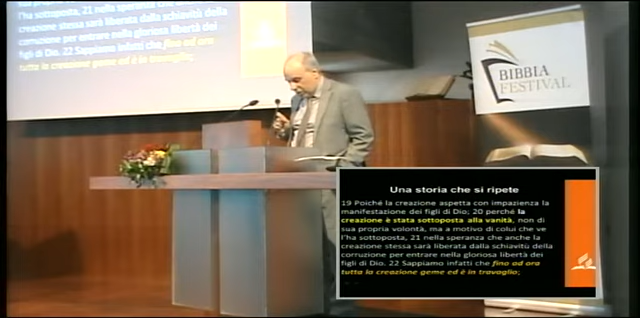 l'ha sottoposta, 21 nella speranza che anche la
creazione stessa sarà liberata dalla schiavitù della
corruzione per entrare nella gloriosa libertà dei
figli di Dio. 22 Sappiamo infatti che fino ad ora
tutta la creazione geme ed è in travaglio;
BIBBIA
FESTIVAL
Una storia che si ripete
19 Poiché la creazione aspetta con impazienza la
manifestazione dei figli di Dio; 20 perché la
creazione è stata sottoposta alla vanità, non di
sua propria volontà, ma a motivo di colui che ve
l'ha sottoposta, 21 nella speranza che anche la
creazione stessa sarà liberata dalla schiavitù della
corruzione per entrare nella gloriosa libertà dei
figli di Dio. 22 Sappiamo infatti che fino ad ora
tutta la creazione geme ed è in travaglio;